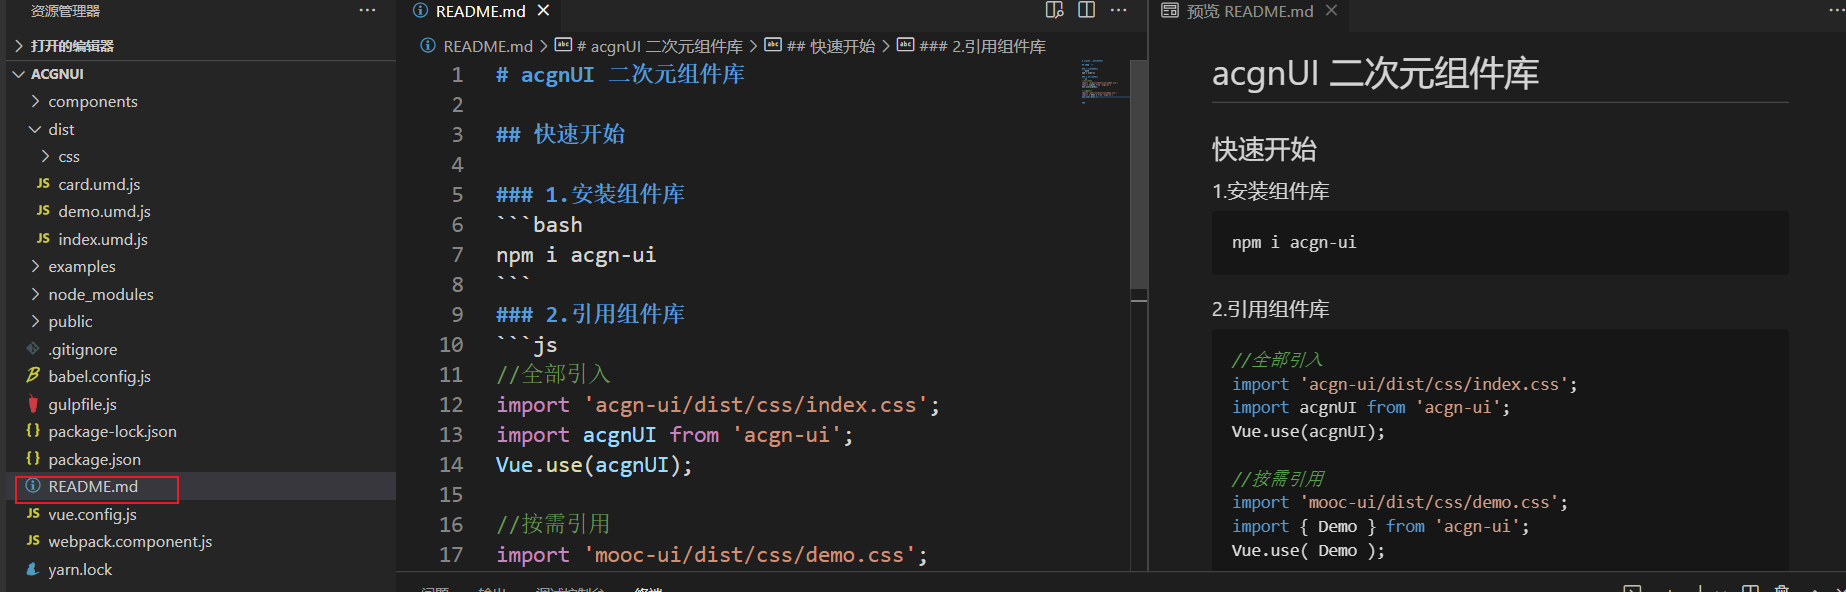 资源管理器
打开的编辑器
ACGNUI
components
dist
css
JS card.umd.js
JS demo.umd.js
JS index.umd.js
examples
node_modules
public
.gitignore
babel.config.js
gulpfile.js
{} package-lock.json
{} package.json
README.md
JS vue.config.js
JS webpack.component.js
yarn.lock
README.md
README.md > # acgnUI 二次元组件库 > ## 快速开始 > ### 2.引用组件库
1 # acgnUI 二次元组件库
2
3 ## 快速开始
4
5 ### 1.安装组件库
6 ```bash
7 npm i acgn-ui
8 ```
9 ### 2.引用组件库
10 ```js
11 //全部引入
12 import 'acgn-ui/dist/css/index.css';
13 import acgnUI from 'acgn-ui';
14 Vue.use(acgnUI);
15
16 //按需引用
17 import 'mooc-ui/dist/css/demo.css';
预览 README.md
acgnUI 二次元组件库
快速开始
1.安装组件库
npm i acgn-ui
2.引用组件库
//全部引入
import 'acgn-ui/dist/css/index.css';
import acgnUI from 'acgn-ui';
Vue.use(acgnUI);
//按需引用
import 'mooc-ui/dist/css/demo.css';
import { Demo } from 'acgn-ui';
Vue.use( Demo );
问题 输出 调试控制台 终端